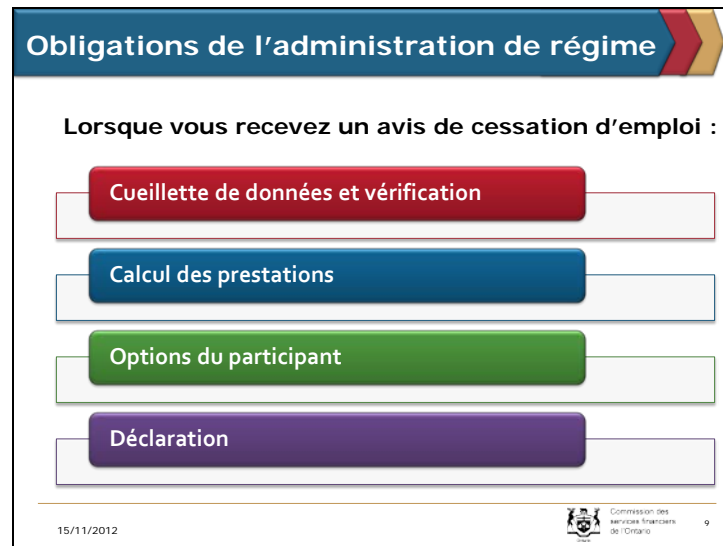 Obligations de l'administration de régime
Lorsque vous recevez un avis de cessation d'emploi :
Cueillette de données et vérification
Calcul des prestations
Options du participant
Déclaration
15/11/2012
Commission des
services financiers
de l'Ontario
9